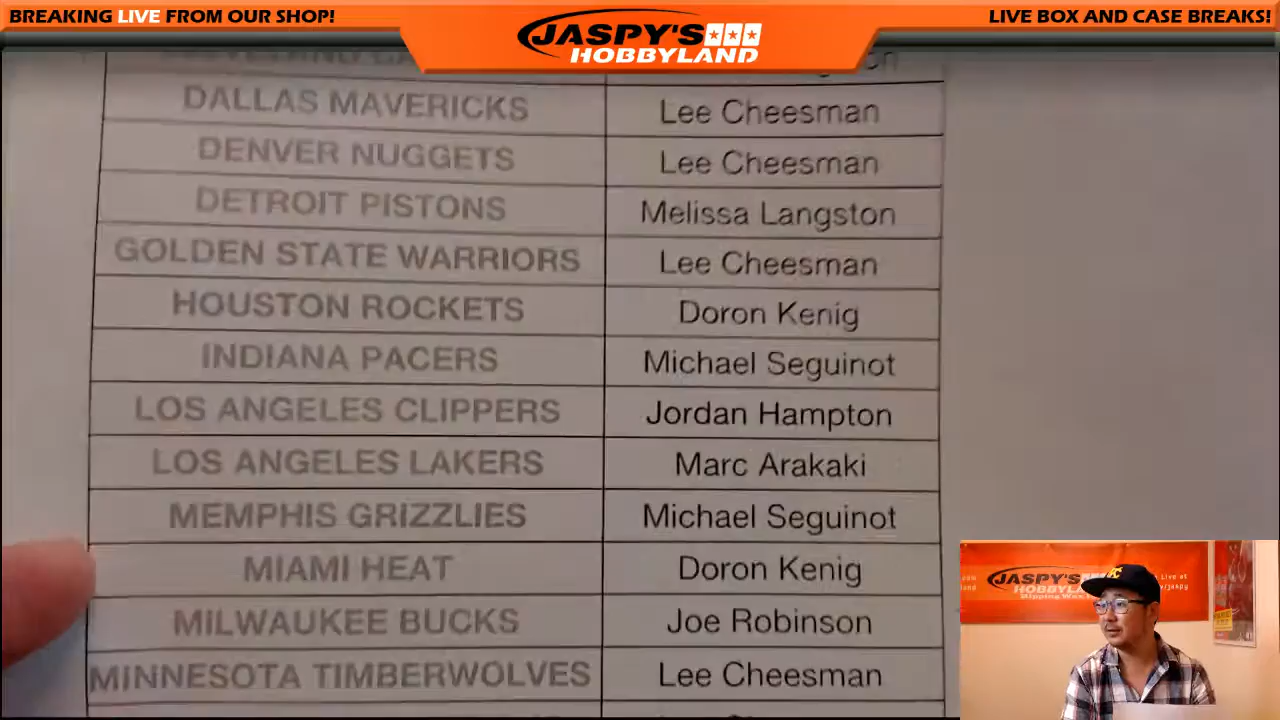 BREAKING LIVE FROM OUR SHOP!
JASPY'S
HOBBYLAND
LIVE BOX AND CASE BREAKS!
DALLAS MAVERICKS Lee Cheesman
DENVER NUGGETS Lee Cheesman
DETROIT PISTONS Melissa Langston
GOLDEN STATE WARRIORS Lee Cheesman
HOUSTON ROCKETS Doron Kenig
INDIANA PACERS Michael Seguinot
LOS ANGELES CLIPPERS Jordan Hampton
LOS ANGELES LAKERS Marc Arakaki
MEMPHIS GRIZZLIES Michael Seguinot
MIAMI HEAT Doron Kenig
MILWAUKEE BUCKS Joe Robinson
MINNESOTA TIMBERWOLVES Lee Cheesman
JASPY'S
HOBBYLAND